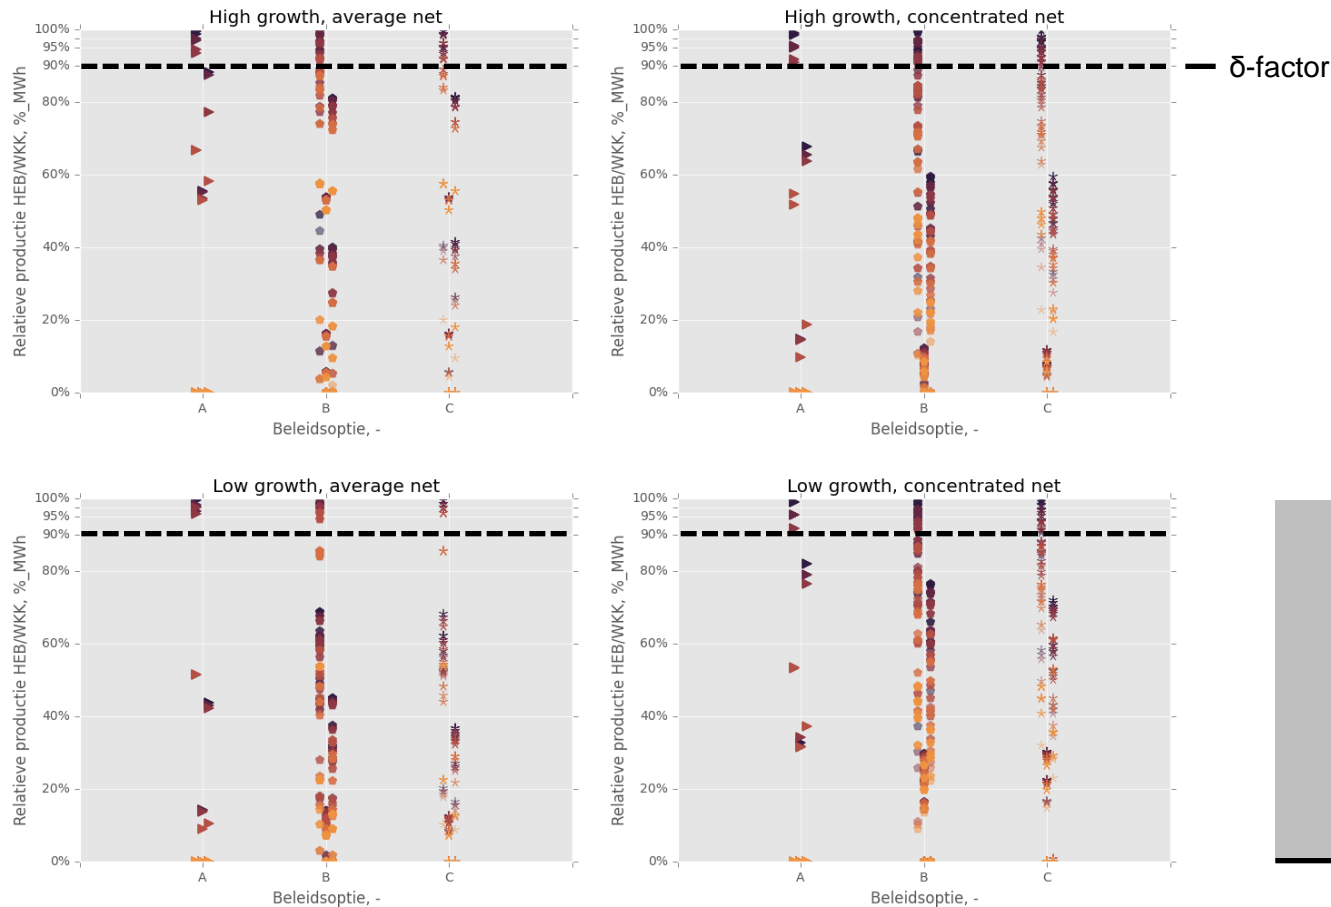 High growth, average net
100%
95%
90%
80%
60%
40%
20%
0%
Relatieve productie HEB/WKK, %_MWh
A B C
Beleidsoptie, -
High growth, concentrated net
100%
95%
90%
80%
60%
40%
20%
0%
Relatieve productie HEB/WKK, %_MWh
A B C
Beleidsoptie, -
δ-factor
Low growth, average net
100%
95%
90%
80%
60%
40%
20%
0%
Relatieve productie HEB/WKK, %_MWh
A B C
Beleidsoptie, -
Low growth, concentrated net
100%
95%
90%
80%
60%
40%
20%
0%
Relatieve productie HEB/WKK, %_MWh
A B C
Beleidsoptie, -